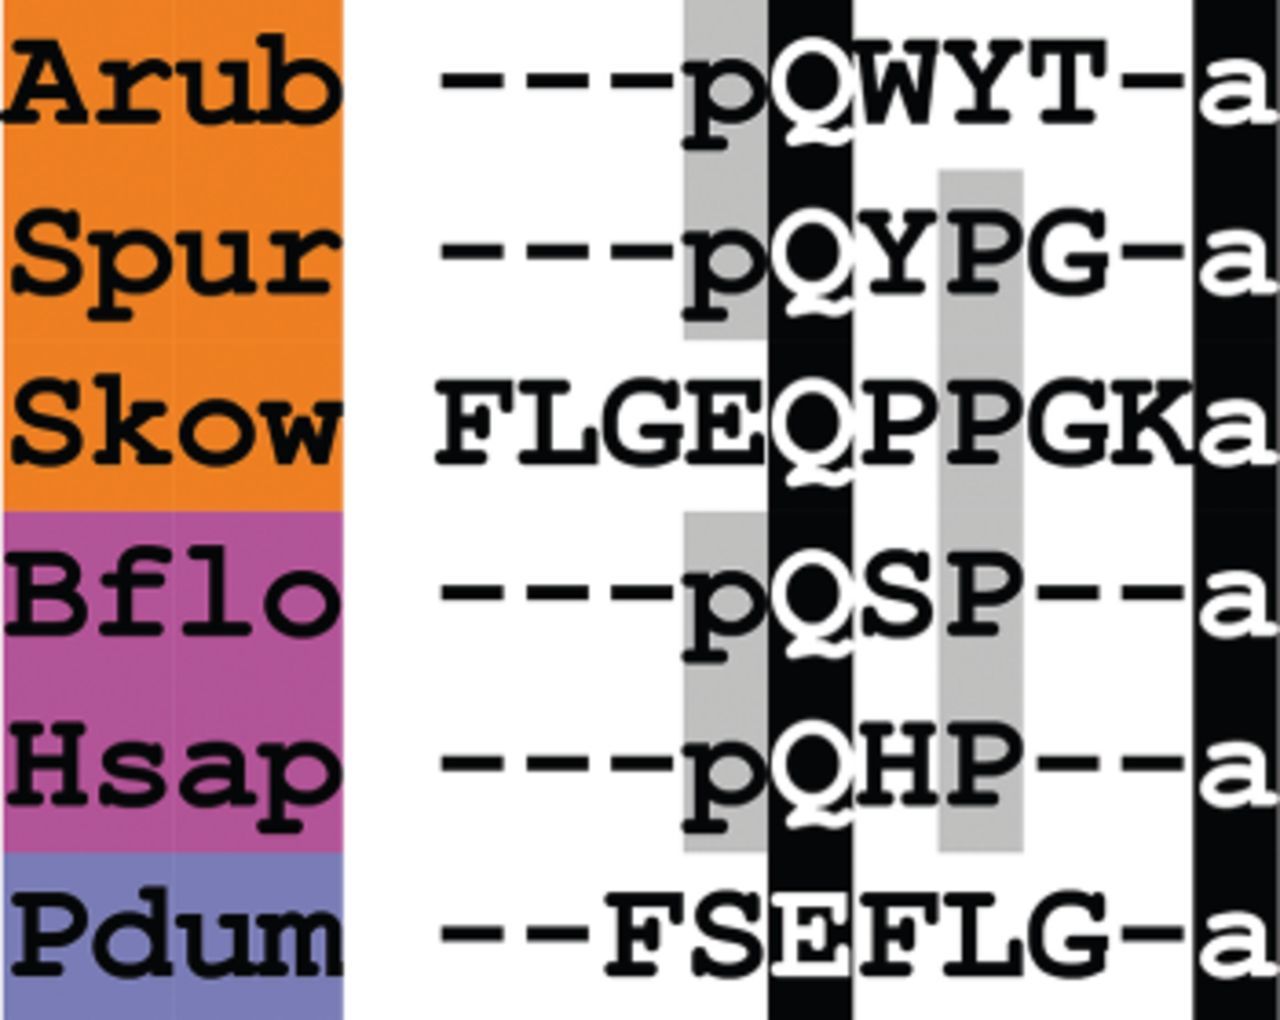 Arub ---pQWYT-a
Spur ---pQYPG-a
Skow FLGEQPPGKa
Bflo ---pQSP--a
Hsap ---pQHP--a
Pdum --FSEFLG-a